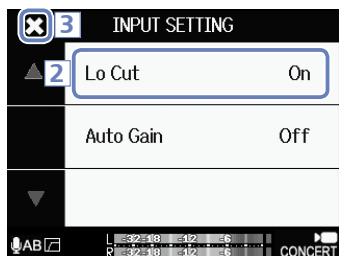 3 INPUT SETTING
2 Lo Cut On
Auto Gain Off
AB L -32-18 -12 -6
R -32-18 -12 -6 CONCERT